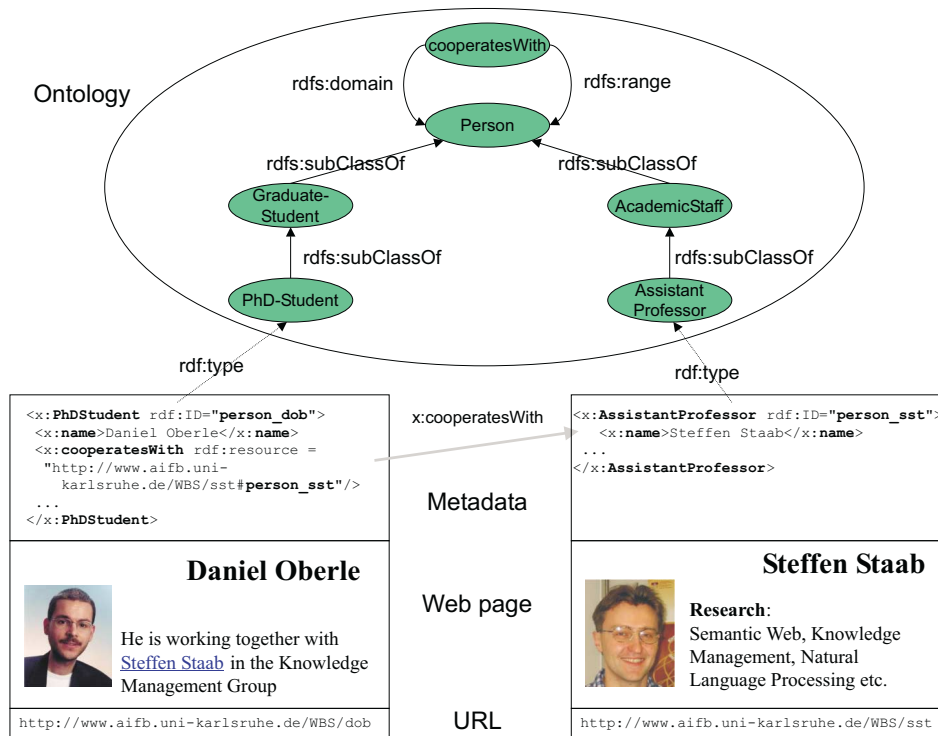 cooperatesWith
rdfs:domain
rdfs:range
Ontology
Person
rdfs:subClassOf
rdfs:subClassOf
Graduate-
Student
AcademicStaff
rdfs:subClassOf
rdfs:subClassOf
PhD-Student
Assistant
Professor
rdf:type
rdf:type
<x:PhDStudent rdf:ID="person_dob">
<x:name>Daniel Oberle</x:name>
<x:cooperatesWith rdf:resource =
"http://www.aifb.uni-
karlsruhe.de/WBS/sst#person_sst"/>
...
</x:PhDStudent>
x:cooperatesWith
<x:AssistantProfessor rdf:ID="person_sst">
<x:name>Steffen Staab</x:name>
...
</x:AssistantProfessor>
Metadata
Daniel Oberle
He is working together with
Steffen Staab in the Knowledge
Management Group
Web page
Steffen Staab
Research:
Semantic Web, Knowledge
Management, Natural
Language Processing etc.
http://www.aifb.uni-karlsruhe.de/WBS/dob
URL
http://www.aifb.uni-karlsruhe.de/WBS/sst